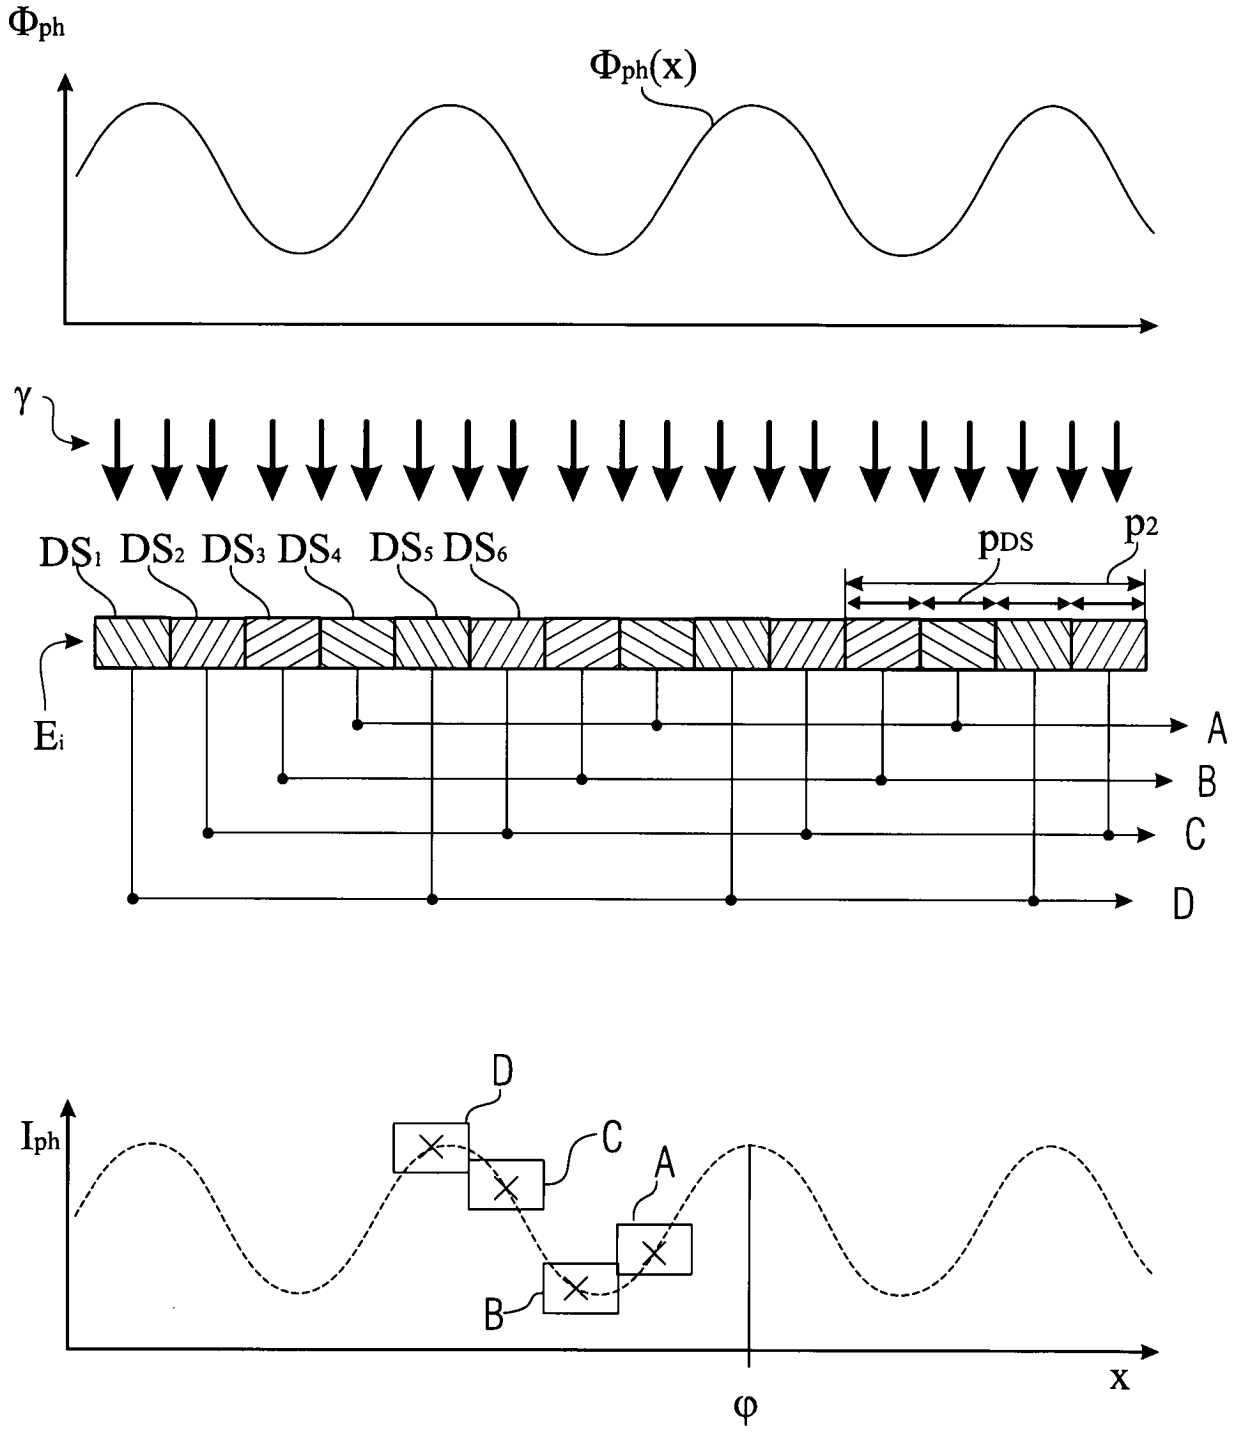 Φph
Φph(x)
γ
DS1 DS2 DS3 DS4 DS5 DS6 pDS p2
Ei
A
B
C
D
D
Iph
C
A
B
x
φ